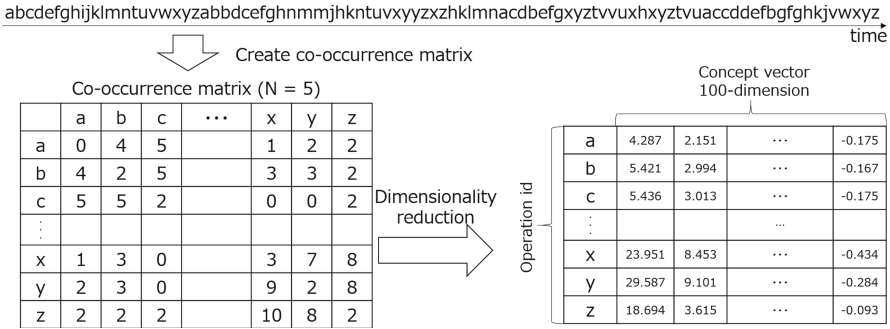 abcdefghijklmntuvwxyzabbdcefghnmmjhkntuvxyyzxzhklmnacdbefgxyztvvuxhxyztvuaccddefbgfghkjvwxyz
time
Create co-occurrence matrix
Co-occurrence matrix (N = 5)
a b c ⋯ x y z
a 0 4 5 1 2 2
b 4 2 5 3 3 2
c 5 5 2 0 0 2
⋮
x 1 3 0 3 7 8
y 2 3 0 9 2 8
z 2 2 2 10 8 2
Dimensionality
reduction
Concept vector
100-dimension
Operation id
a 4.287 2.151 ⋯ -0.175
b 5.421 2.994 ⋯ -0.167
c 5.436 3.013 ⋯ -0.175
⋮ ...
x 23.951 8.453 ⋯ -0.434
y 29.587 9.101 ⋯ -0.284
z 18.694 3.615 ⋯ -0.093